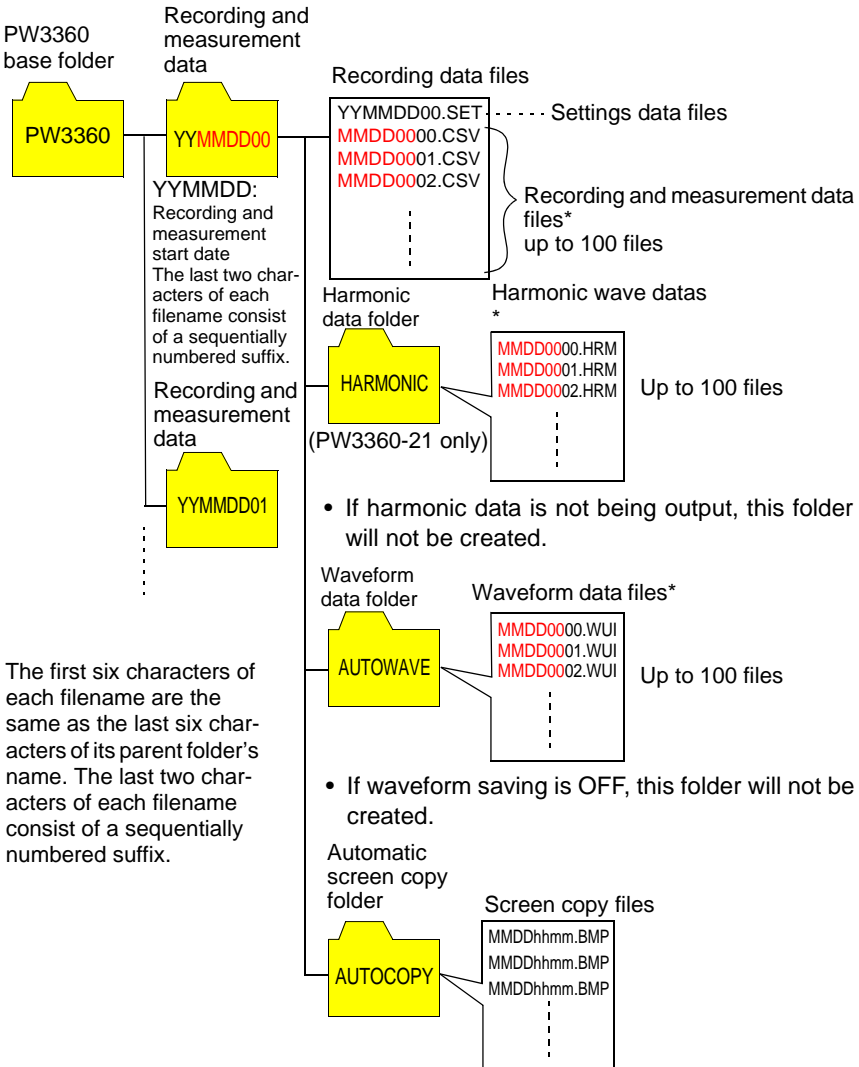 PW3360
base folder
Recording and
measurement
data
Recording data files
PW3360
YYMMDD00
YYMMDD00.SET
Settings data files
MMDD0000.CSV
MMDD0001.CSV
MMDD0002.CSV
Recording and measurement data
files*
up to 100 files
YYMMDD:
Recording and
measurement
start date
The last two char-
acters of each
filename consist
of a sequentially
numbered suffix.
Harmonic
data folder
Harmonic wave datas
*
HARMONIC
MMDD0000.HRM
MMDD0001.HRM
MMDD0002.HRM
Up to 100 files
(PW3360-21 only)
Recording and
measurement
data
YYMMDD01
• If harmonic data is not being output, this folder
will not be created.
Waveform
data folder
Waveform data files*
AUTOWAVE
MMDD0000.WUI
MMDD0001.WUI
MMDD0002.WUI
Up to 100 files
The first six characters of
each filename are the
same as the last six char-
acters of its parent folder's
name. The last two char-
acters of each filename
consist of a sequentially
numbered suffix.
• If waveform saving is OFF, this folder will not be
created.
Automatic
screen copy
folder
Screen copy files
AUTOCOPY
MMDDhhmm.BMP
MMDDhhmm.BMP
MMDDhhmm.BMP